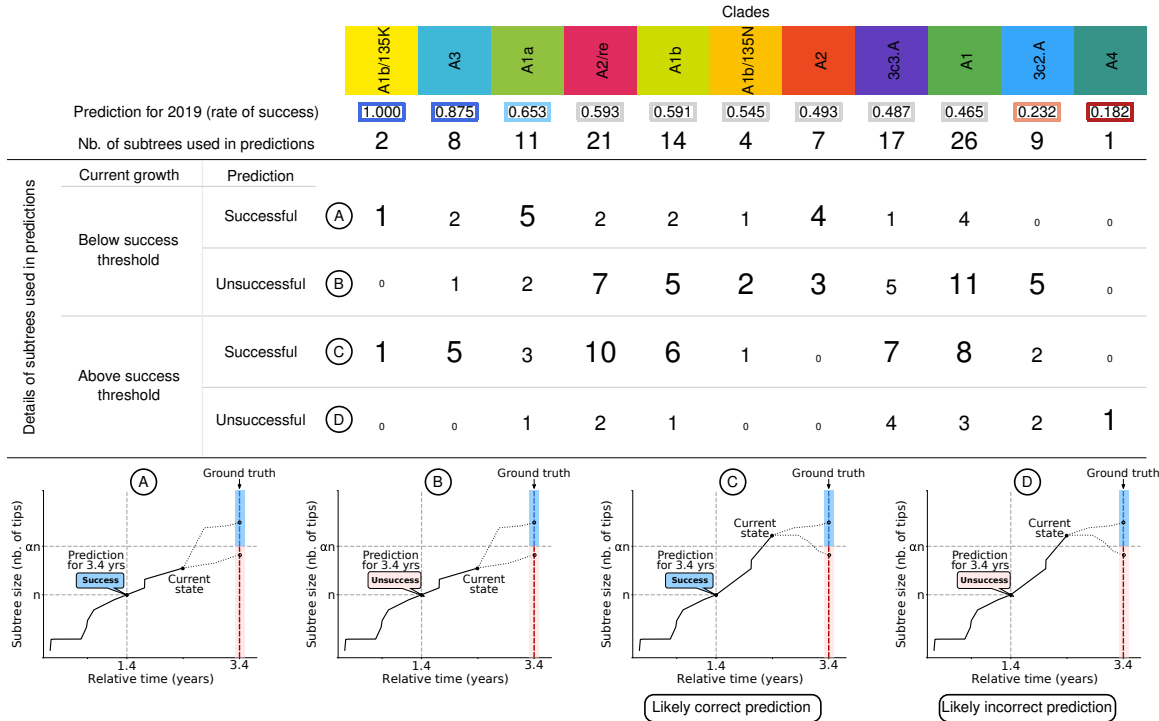 Clades
A1b/135K A3 A1a A2/re A1b A1b/135N A2 3c3.A A1 3c2.A A4
Prediction for 2019 (rate of success) 1.000 0.875 0.653 0.593 0.591 0.545 0.493 0.487 0.465 0.232 0.182
Nb. of subtrees used in predictions 2 8 11 21 14 4 7 17 26 9 1
Details of subtrees used in predictions
Current growth Prediction
Below success threshold
Successful A 1 2 5 2 2 1 4 1 4 0 0
Unsuccessful B 0 1 2 7 5 2 3 5 11 5 0
Above success threshold
Successful C 1 5 3 10 6 1 0 7 8 2 0
Unsuccessful D 0 0 1 2 1 0 0 4 3 2 1
A
Ground truth
Subtree size (nb. of tips)
αn
n
Prediction
for 3.4 yrs
Success
Current
state
1.4 3.4
Relative time (years)
B
Ground truth
Subtree size (nb. of tips)
αn
n
Prediction
for 3.4 yrs
Unsuccess
Current
state
1.4 3.4
Relative time (years)
C
Ground truth
Subtree size (nb. of tips)
αn
n
Current
state
Prediction
for 3.4 yrs
Success
1.4 3.4
Relative time (years)
Likely correct prediction
D
Ground truth
Subtree size (nb. of tips)
αn
n
Current
state
Prediction
for 3.4 yrs
Unsuccess
1.4 3.4
Relative time (years)
Likely incorrect prediction